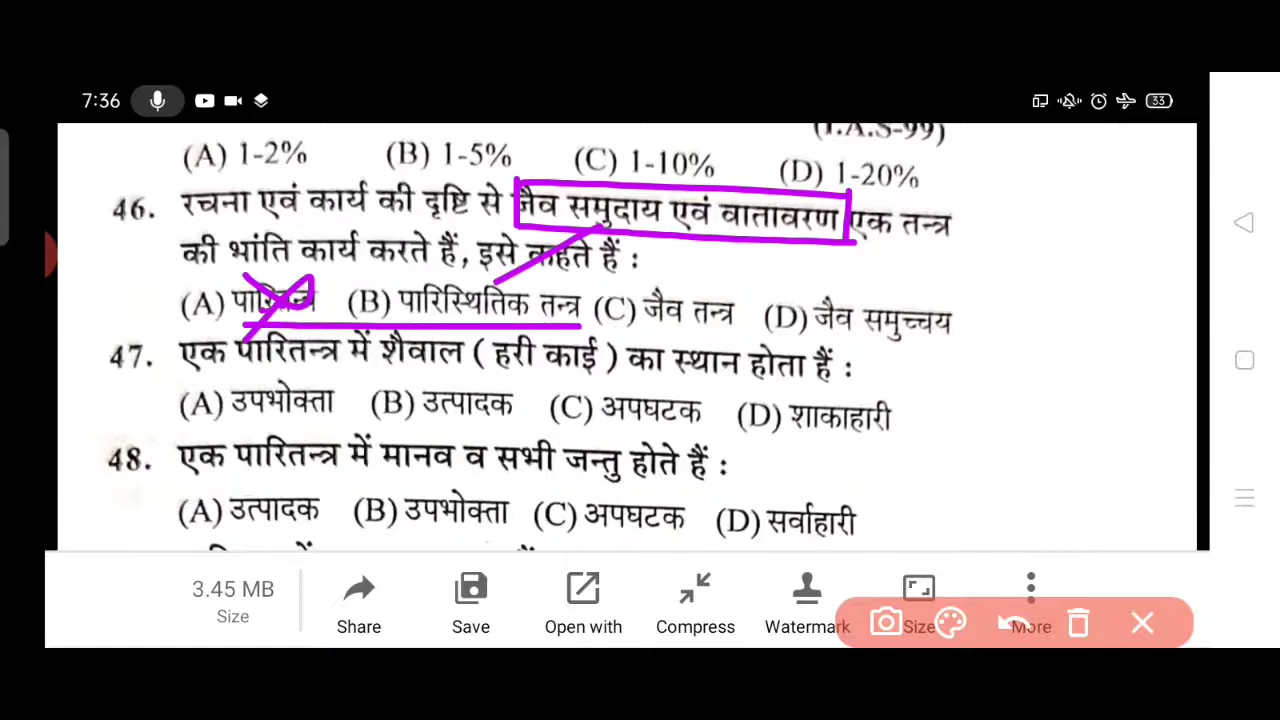 7:36
33
(I.A.S-99)
(A) 1-2% (B) 1-5% (C) 1-10% (D) 1-20%
46. रचना एवं कार्य की दृष्टि से जैव समुदाय एवं वातावरण एक तन्त्र
की भांति कार्य करते हैं, इसे कहते हैं :
(A) पारितन्त्र (B) पारिस्थितिक तन्त्र (C) जैव तन्त्र (D) जैव समुच्चय
47. एक पारितन्त्र में शैवाल ( हरी काई ) का स्थान होता हैं :
(A) उपभोक्ता (B) उत्पादक (C) अपघटक (D) शाकाहारी
48. एक पारितन्त्र में मानव व सभी जन्तु होते हैं :
(A) उत्पादक (B) उपभोक्ता (C) अपघटक (D) सर्वाहारी
3.45 MB
Size
Share Save Open with Compress Watermark Size More